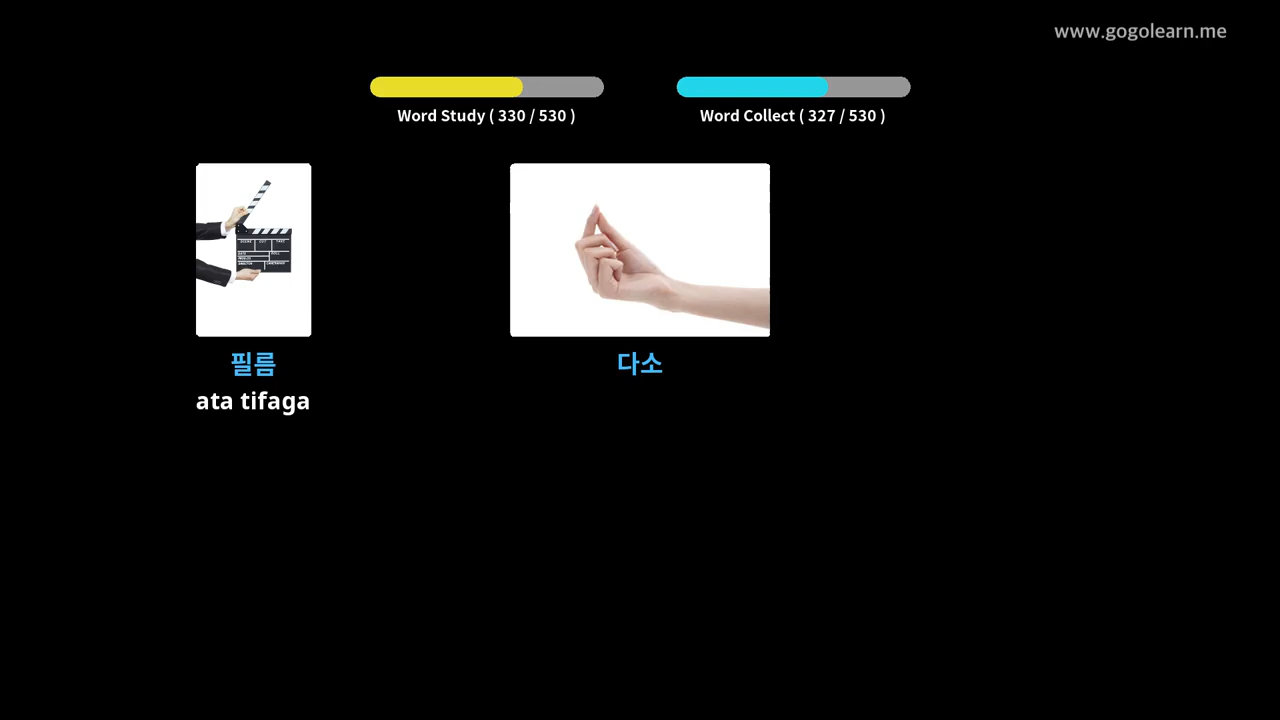 www.gogolearn.me
Word Study ( 330 / 530 )
Word Collect ( 327 / 530 )
필름
ata tifaga
다소